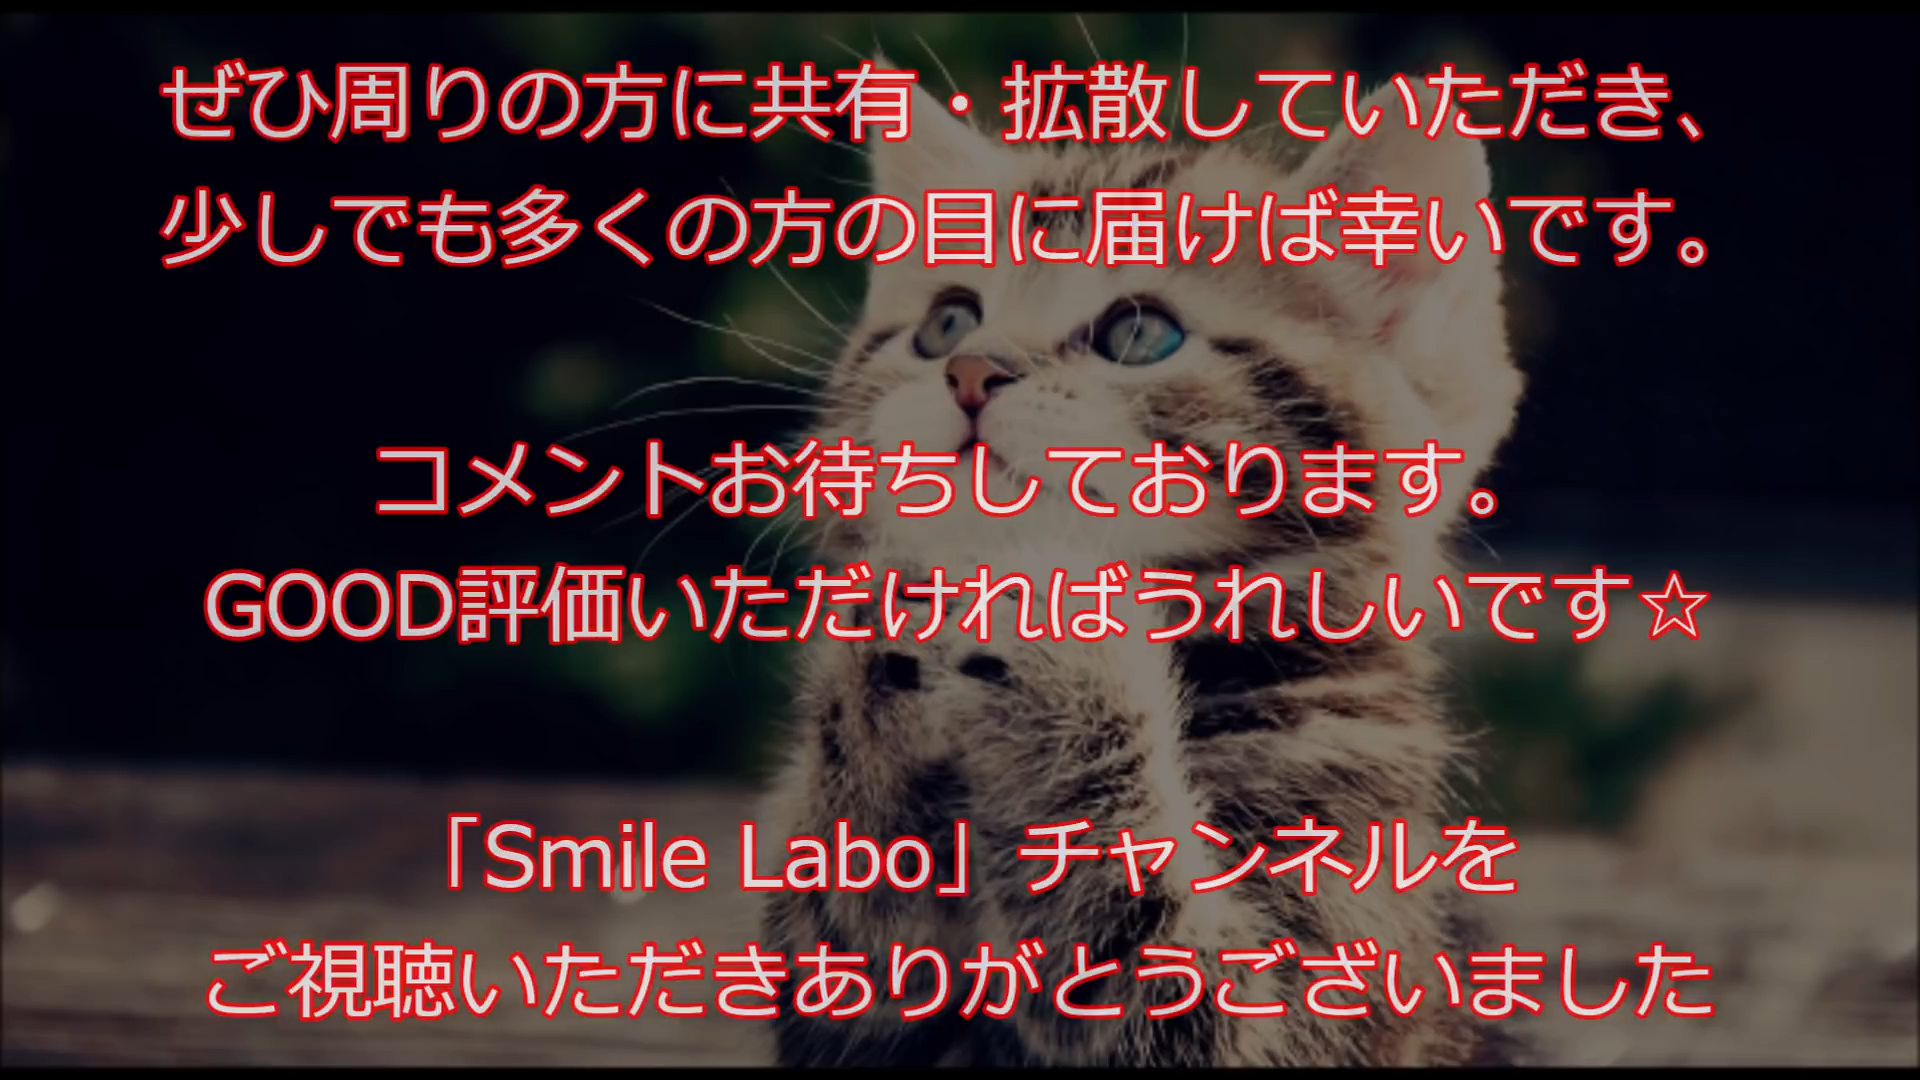 ぜひ周りの方に共有・拡散していただき、
少しでも多くの方の目に届けば幸いです。
コメントお待ちしております。
GOOD評価いただければうれしいです☆
「Smile Labo」チャンネルを
ご視聴いただきありがとうございました